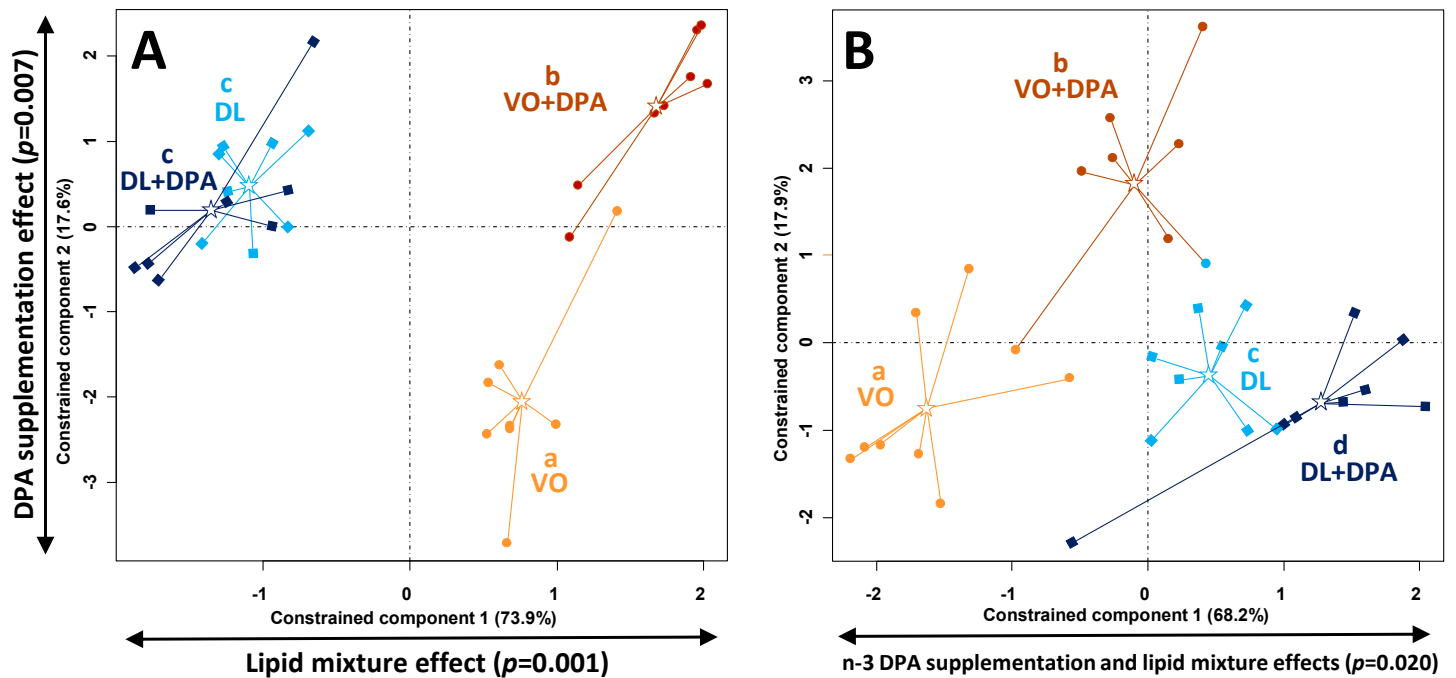 A
DPA supplementation effect (p=0.007)
Constrained component 2 (17.6%)
2
1
0
-1
-2
-3
c
DL
c
DL+DPA
b
VO+DPA
a
VO
-1
0
1
2
Constrained component 1 (73.9%)
Lipid mixture effect (p=0.001)
B
Constrained component 2 (17.9%)
3
2
1
0
-1
-2
b
VO+DPA
a
VO
c
DL
d
DL+DPA
-2
-1
0
1
2
Constrained component 1 (68.2%)
n-3 DPA supplementation and lipid mixture effects (p=0.020)